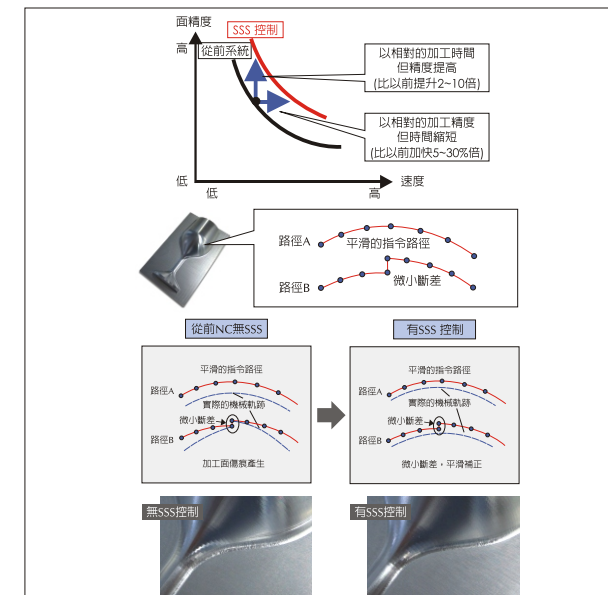 面精度
SSS 控制
高
從前系統
以相對的加工時間
但精度提高
(比以前提升2~10倍)
以相對的加工精度
但時間縮短
(比以前加快5~30%倍)
低
低
高
速度
路徑A
平滑的指令路徑
路徑B
微小斷差
從前NC無SSS
有SSS 控制
平滑的指令路徑
路徑A
實際的機械軌跡
微小斷差
路徑B
加工面傷痕產生
平滑的指令路徑
路徑A
實際的機械軌跡
微小斷差
路徑B
微小斷差，平滑補正
無SSS控制
有SSS控制